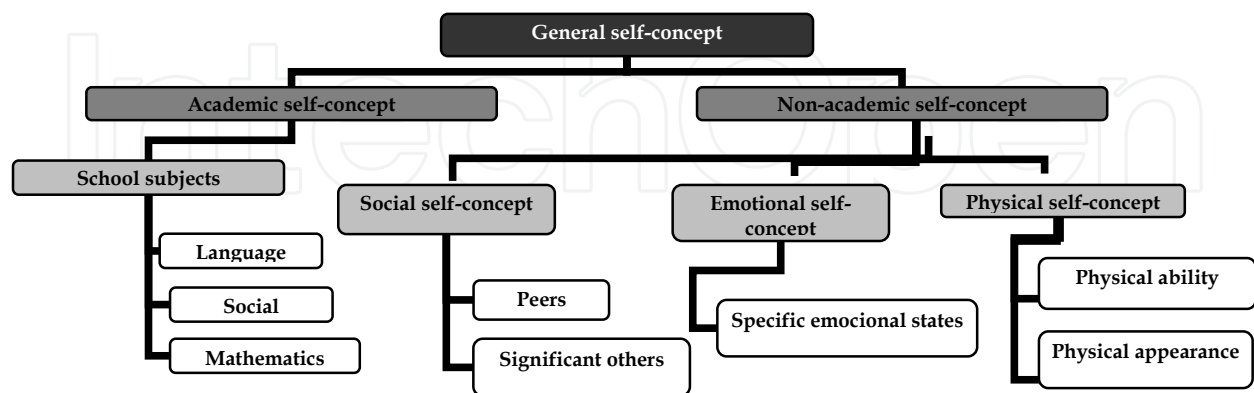 General self-concept
Academic self-concept
Non-academic self-concept
School subjects
Social self-concept
Emotional self-
concept
Physical self-concept
Language
Social
Mathematics
Peers
Significant others
Specific emocional states
Physical ability
Physical appearance
IntechOpen